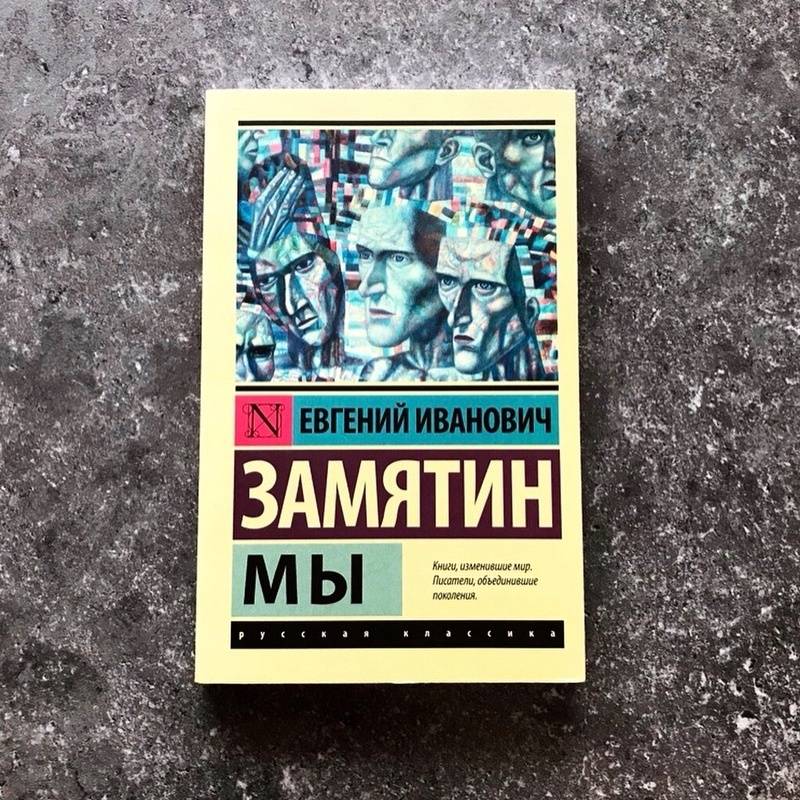 N
ЕВГЕНИЙ ИВАНОВИЧ
ЗАМЯТИН
МЫ
Книги, изменившие мир.
Писатели, объединившие
поколения.
русская классика